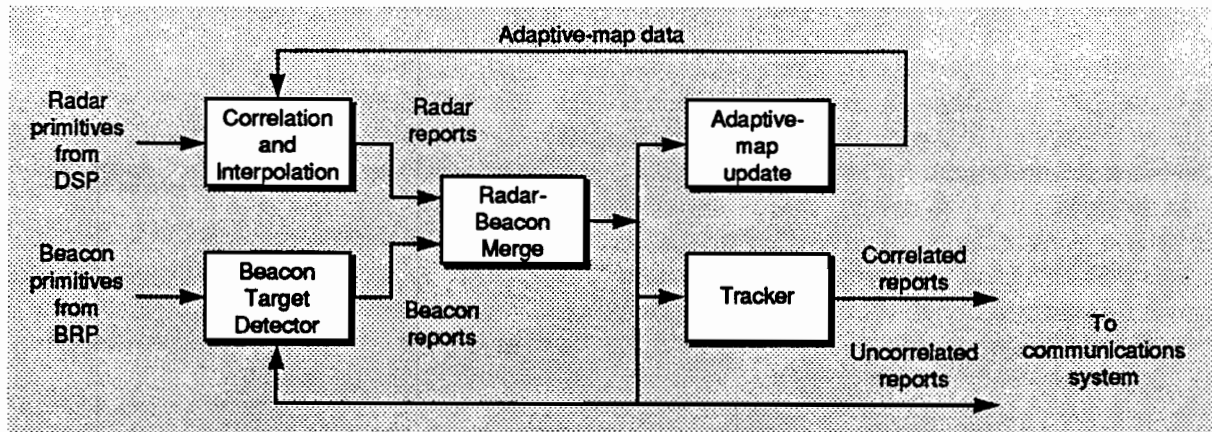 Adaptive-map data
Radar
primitives
from
DSP
Correlation
and
Interpolation
Radar
reports
Adaptive-
map
update
Radar-
Beacon
Merge
Beacon
primitives
from
BRP
Beacon
Target
Detector
Beacon
reports
Tracker
Correlated
reports
Uncorrelated
reports
To
communications
system